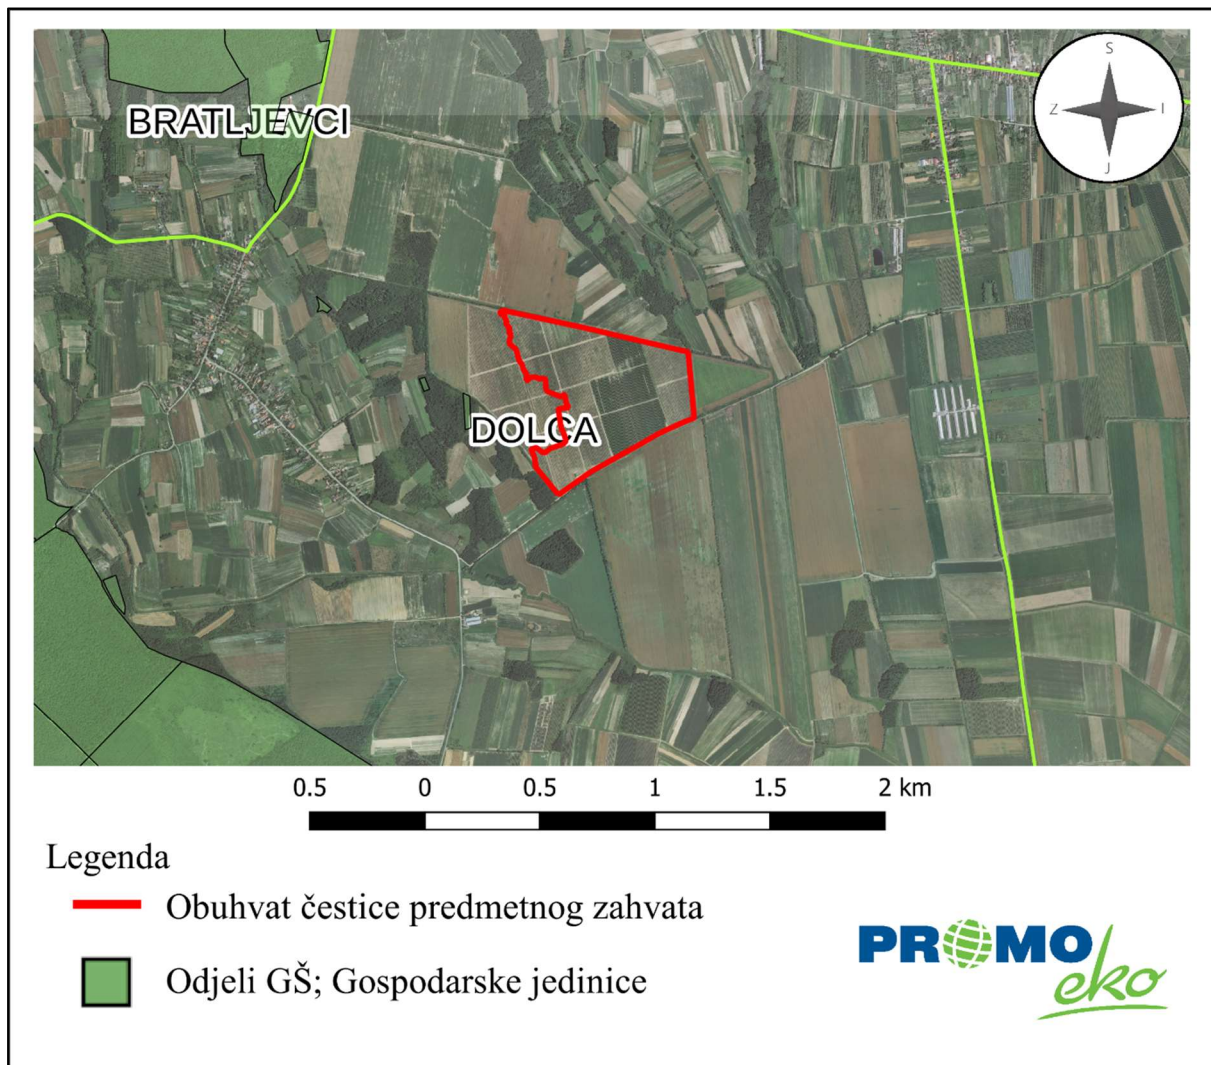 S
Z
I
J
BRATLJEVCI
DOLCA
0.5 0 0.5 1 1.5 2 km
Legenda
Obuhvat čestice predmetnog zahvata
Odjeli GŠ; Gospodarske jedinice
PROMO
eko